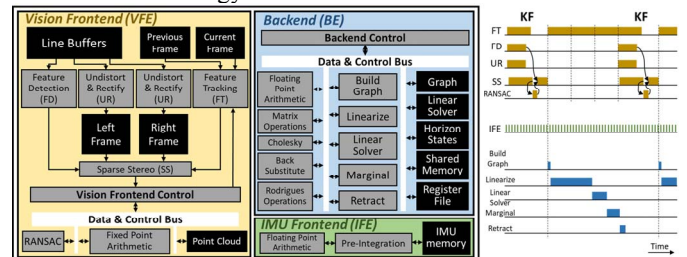 Vision Frontend (VFE)
Line Buffers
Previous
Frame
Current
Frame
Feature
Detection
(FD)
Undistort
& Rectify
(UR)
Undistort
& Rectify
(UR)
Feature
Tracking
(FT)
Left
Frame
Right
Frame
Sparse Stereo (SS)
Vision Frontend Control
Data & Control Bus
RANSAC
Fixed Point
Arithmetic
Point Cloud
Backend (BE)
Backend Control
Data & Control Bus
Floating
Point
Arithmetic
Matrix
Operations
Cholesky
Back
Substitute
Rodrigues
Operations
Build
Graph
Linearize
Linear
Solver
Marginal
Retract
Graph
Linear
Solver
Horizon
States
Shared
Memory
Register
File
IMU Frontend (IFE)
Floating Point
Arithmetic
Pre-Integration
IMU
memory
KF
KF
FT
FD
UR
SS
RANSAC
Time
IFE
Build
Graph
Linearize
Linear
Solver
Marginal
Retract
Time